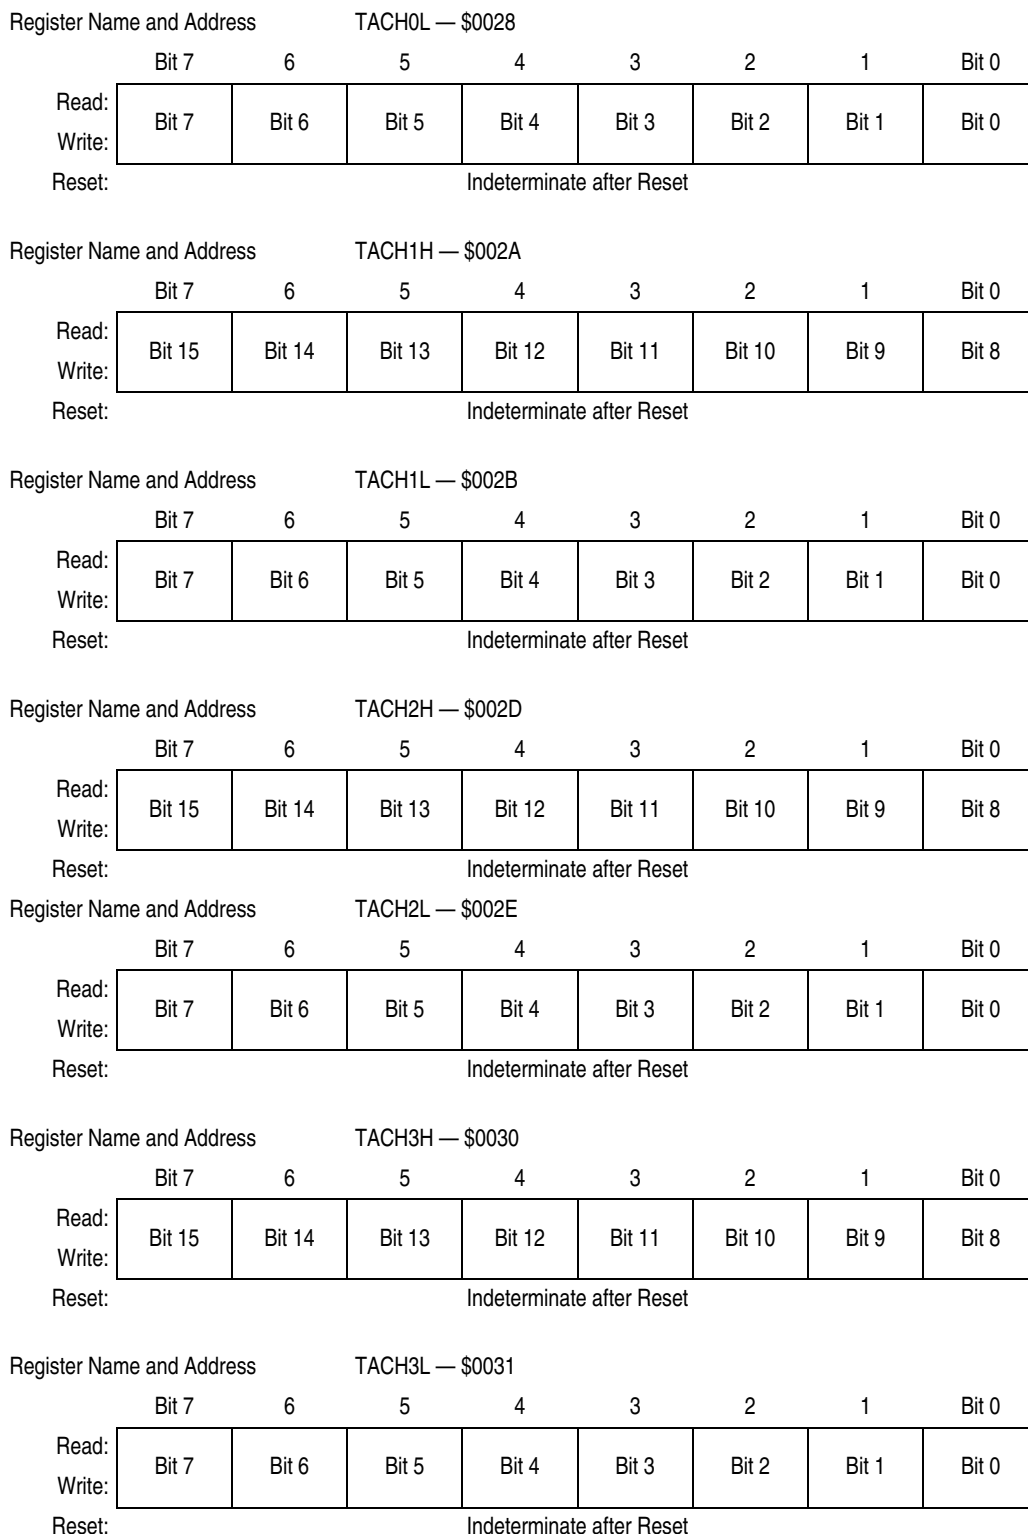 Register Name and Address TACH0L — $0028
Bit 7 6 5 4 3 2 1 Bit 0
Read:
Bit 7 Bit 6 Bit 5 Bit 4 Bit 3 Bit 2 Bit 1 Bit 0
Write:
Reset: Indeterminate after Reset
Register Name and Address TACH1H — $002A
Bit 7 6 5 4 3 2 1 Bit 0
Read:
Bit 15 Bit 14 Bit 13 Bit 12 Bit 11 Bit 10 Bit 9 Bit 8
Write:
Reset: Indeterminate after Reset
Register Name and Address TACH1L — $002B
Bit 7 6 5 4 3 2 1 Bit 0
Read:
Bit 7 Bit 6 Bit 5 Bit 4 Bit 3 Bit 2 Bit 1 Bit 0
Write:
Reset: Indeterminate after Reset
Register Name and Address TACH2H — $002D
Bit 7 6 5 4 3 2 1 Bit 0
Read:
Bit 15 Bit 14 Bit 13 Bit 12 Bit 11 Bit 10 Bit 9 Bit 8
Write:
Reset: Indeterminate after Reset
Register Name and Address TACH2L — $002E
Bit 7 6 5 4 3 2 1 Bit 0
Read:
Bit 7 Bit 6 Bit 5 Bit 4 Bit 3 Bit 2 Bit 1 Bit 0
Write:
Reset: Indeterminate after Reset
Register Name and Address TACH3H — $0030
Bit 7 6 5 4 3 2 1 Bit 0
Read:
Bit 15 Bit 14 Bit 13 Bit 12 Bit 11 Bit 10 Bit 9 Bit 8
Write:
Reset: Indeterminate after Reset
Register Name and Address TACH3L — $0031
Bit 7 6 5 4 3 2 1 Bit 0
Read:
Bit 7 Bit 6 Bit 5 Bit 4 Bit 3 Bit 2 Bit 1 Bit 0
Write:
Reset: Indeterminate after Reset